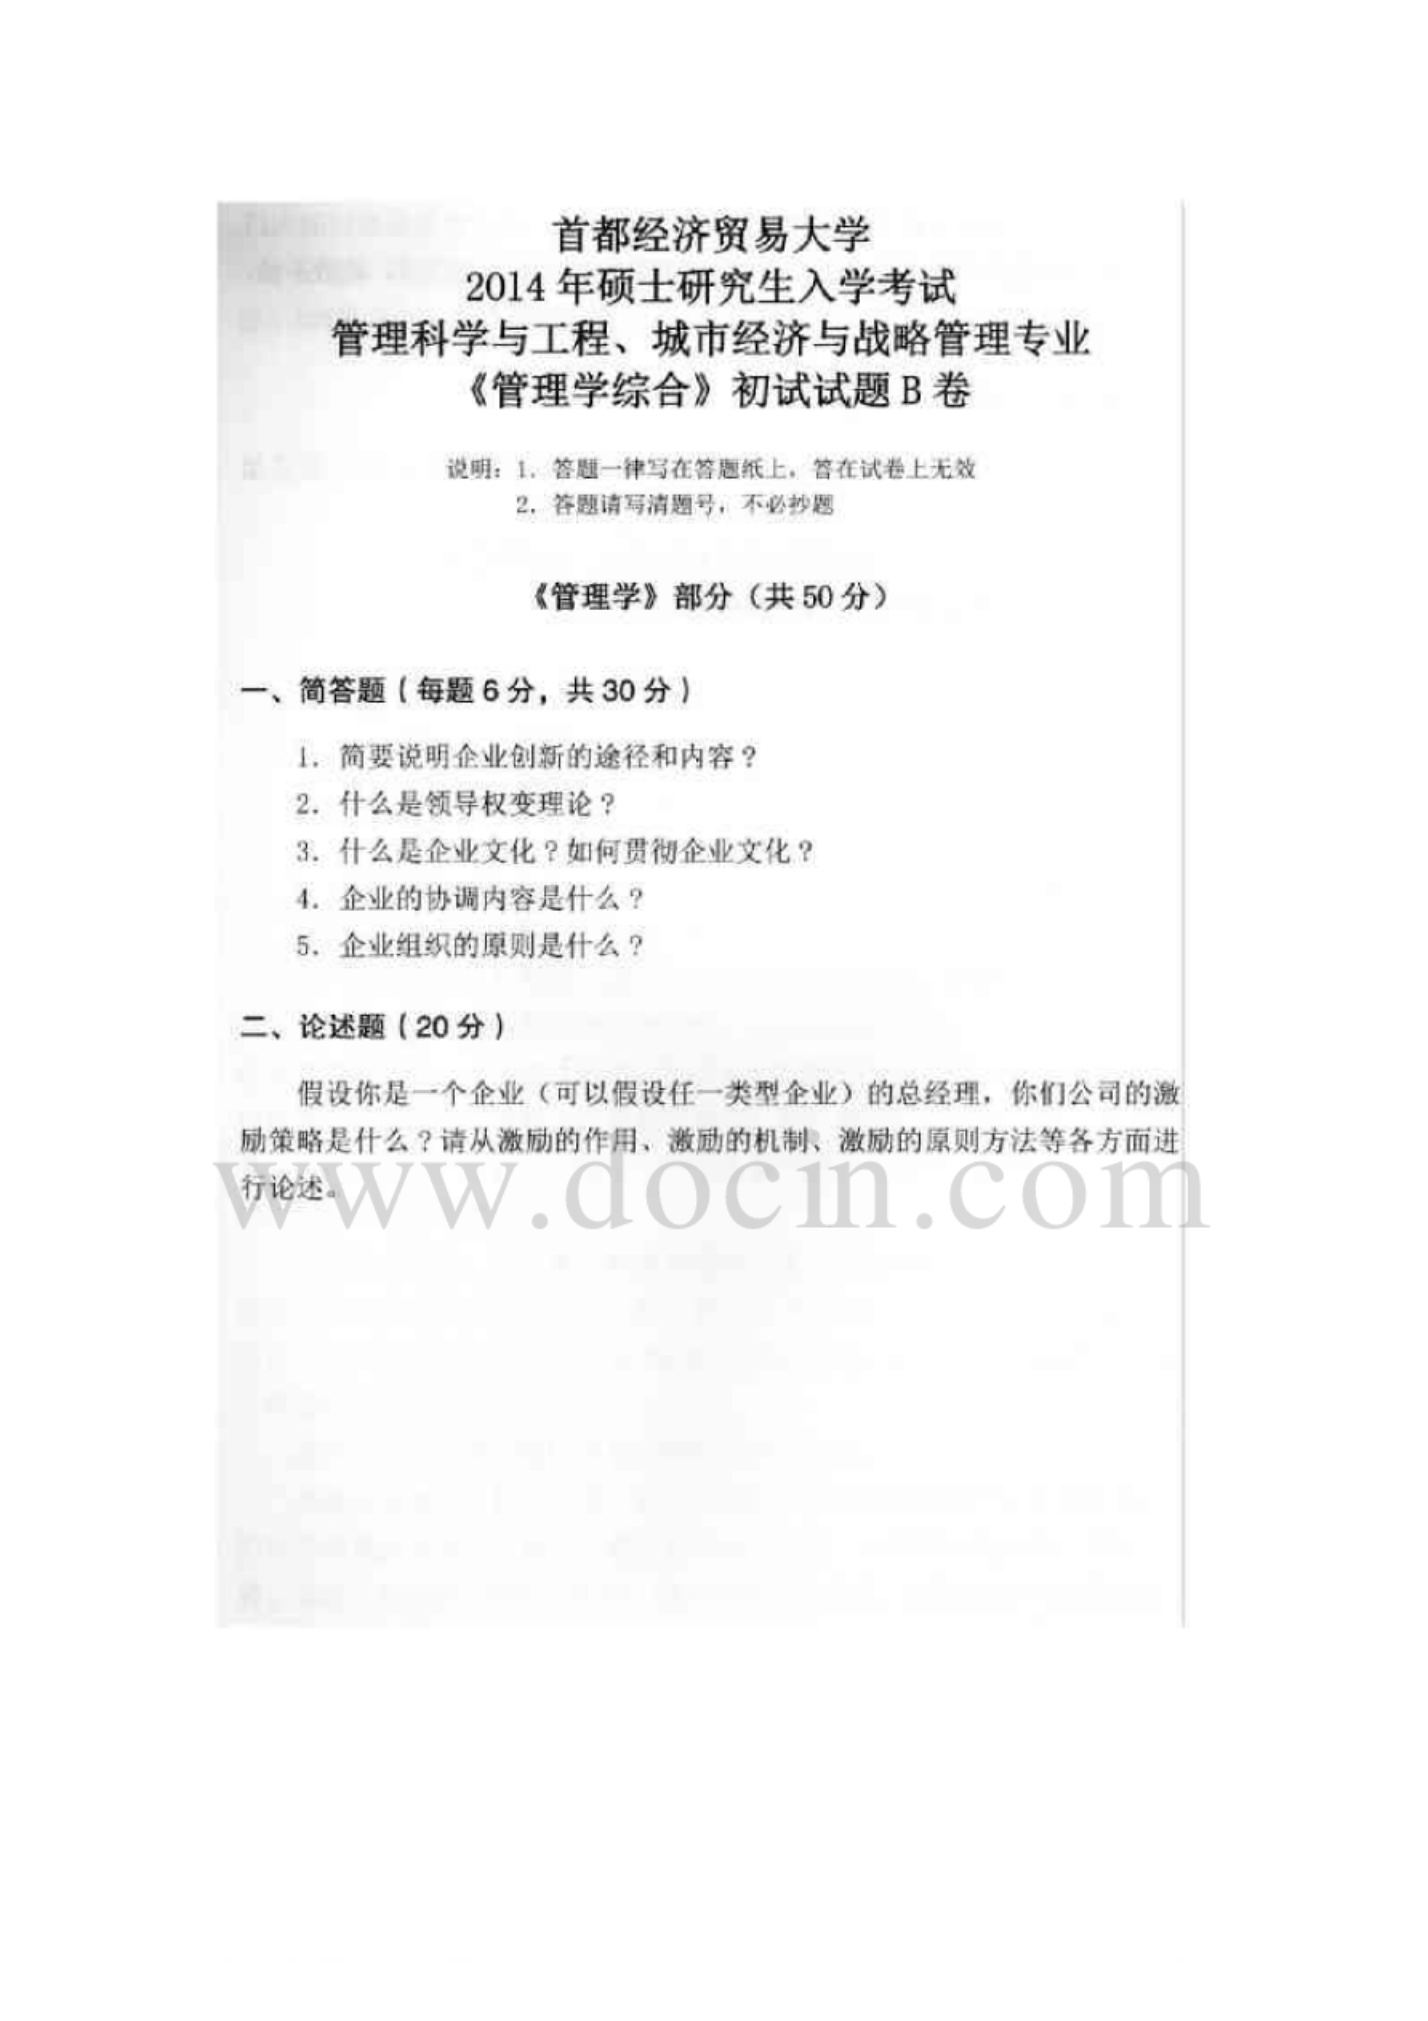 首都经济贸易大学
2014年硕士研究生入学考试
管理科学与工程、城市经济与战略管理专业
《管理学综合》初试试题B卷
说明：1．答题一律写在答题纸上，答在试卷上无效
2．答题请写清题号，不必抄题
《管理学》部分（共50分）
一、简答题（每题6分，共30分）
1．简要说明企业创新的途径和内容？
2．什么是领导权变理论？
3．什么是企业文化？如何贯彻企业文化？
4．企业的协调内容是什么？
5．企业组织的原则是什么？
二、论述题（20分）
假设你是一个企业（可以假设任一类型企业）的总经理，你们公司的激
励策略是什么？请从激励的作用、激励的机制、激励的原则方法等各方面进
行论述。
www.docin.com